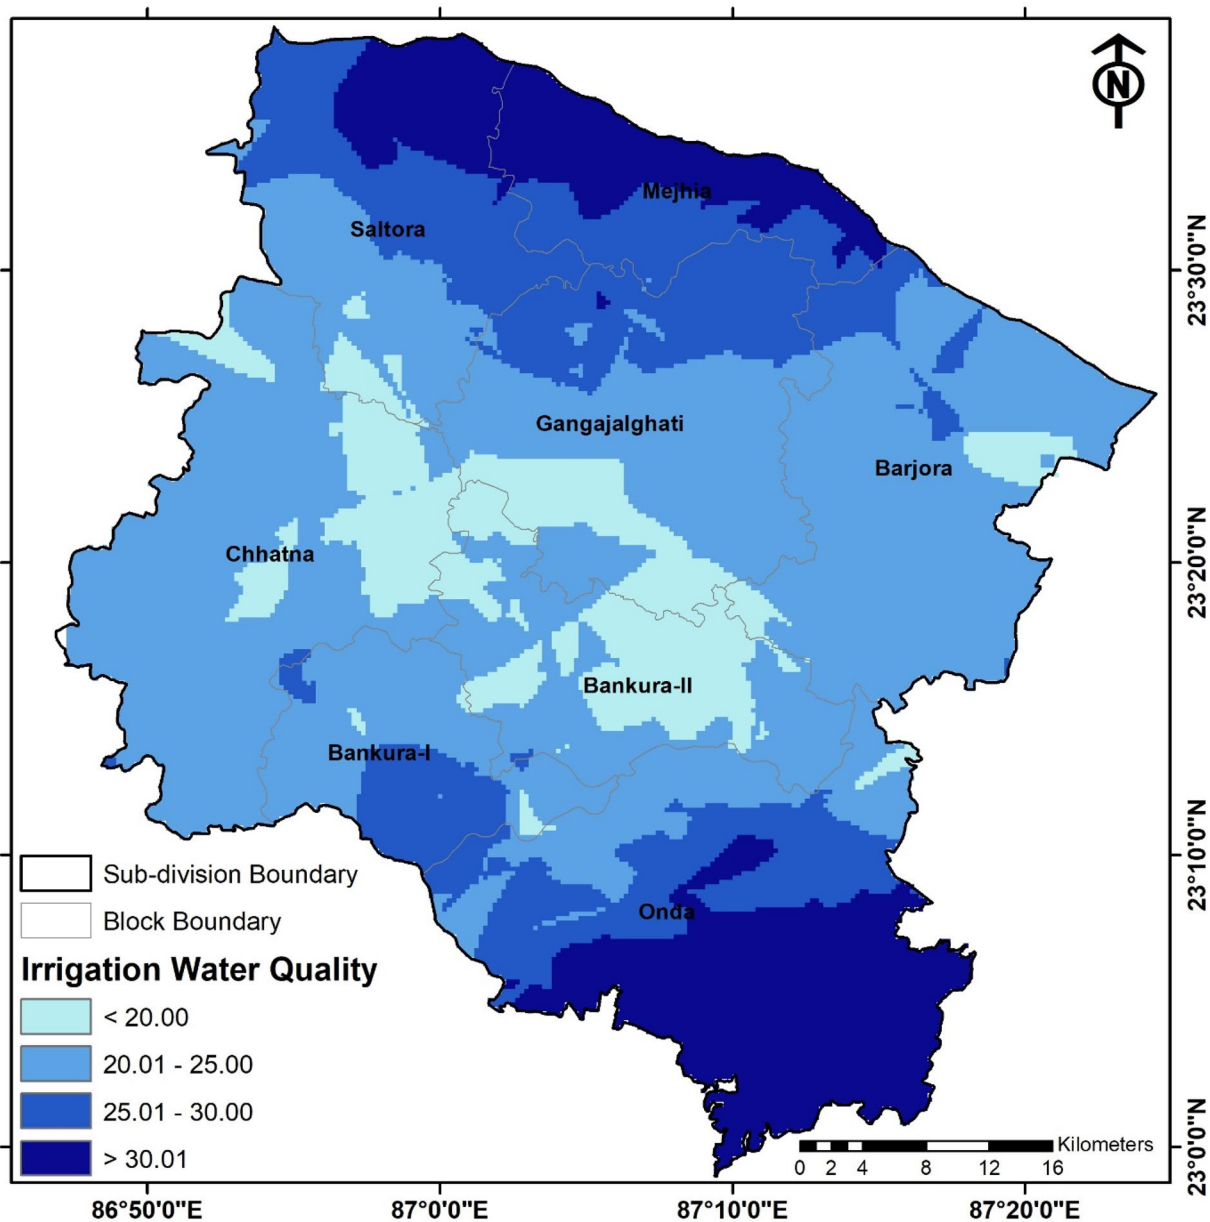 N
Mejhia
Saltora
Gangajalghati
Barjora
Chhatna
Bankura-II
Bankura-I
Onda
Sub-division Boundary
Block Boundary
Irrigation Water Quality
< 20.00
20.01 - 25.00
25.01 - 30.00
> 30.01
Kilometers
0 2 4 8 12 16
23°30'0"N
23°20'0"N
23°10'0"N
23°0'0"N
86°50'0"E
87°0'0"E
87°10'0"E
87°20'0"E